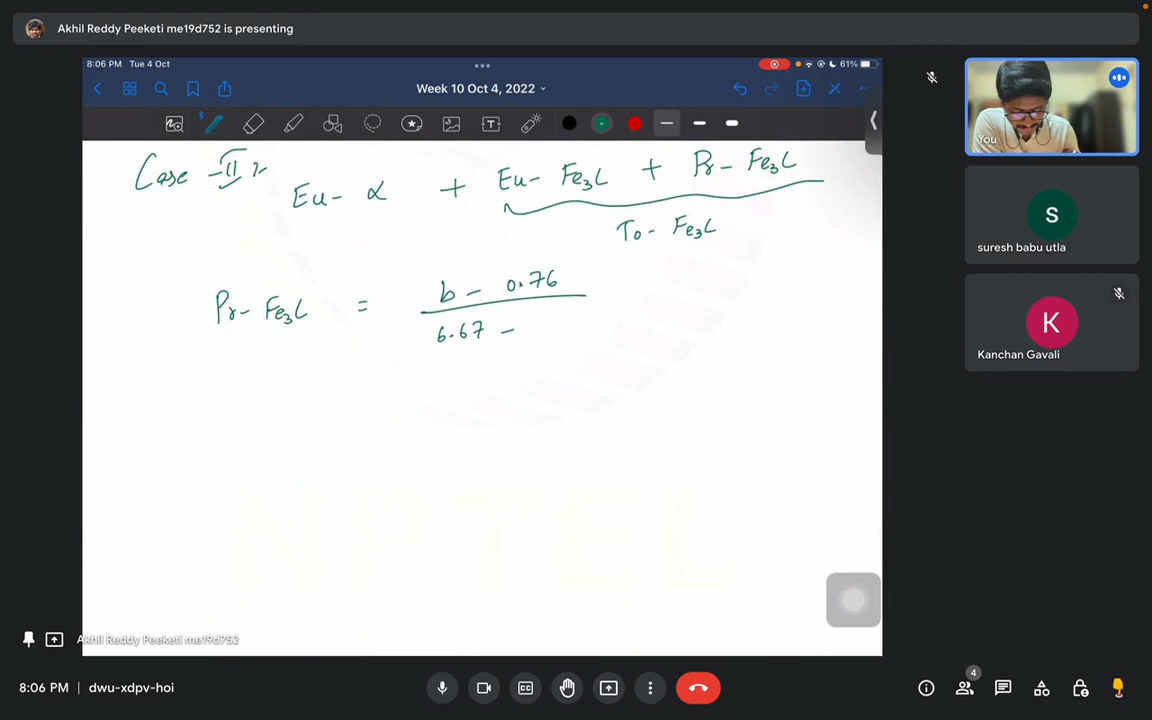 Akhil Reddy Peeketi me19d752 is presenting
8:06 PM Tue 4 Oct
61%
Week 10 Oct 4, 2022
T
You
Case - II :-
Eu - α + Eu - Fe3C + Pr - Fe3C
To - Fe3C
Pr - Fe3C = b - 0.76
6.67 -
S
suresh babu utla
K
Kanchan Gavali
NPTEL
Akhil Reddy Peeketi me19d752
8:06 PM | dwu-xdpv-hoi
4